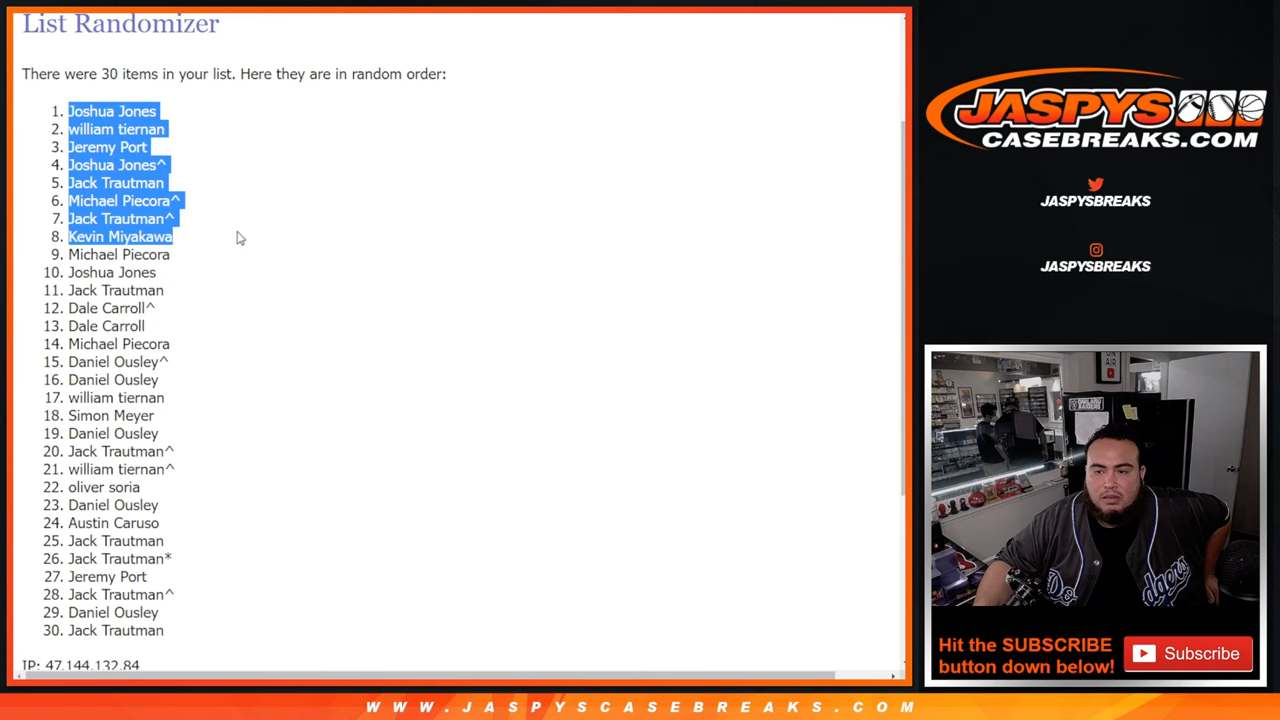 List Randomizer
There were 30 items in your list. Here they are in random order:
1. Joshua Jones
2. william tiernan
3. Jeremy Port
4. Joshua Jones^
5. Jack Trautman
6. Michael Piecora^
7. Jack Trautman^
8. Kevin Miyakawa
9. Michael Piecora
10. Joshua Jones
11. Jack Trautman
12. Dale Carroll^
13. Dale Carroll
14. Michael Piecora
15. Daniel Ousley^
16. Daniel Ousley
17. william tiernan
18. Simon Meyer
19. Daniel Ousley
20. Jack Trautman^
21. william tiernan^
22. oliver soria
23. Daniel Ousley
24. Austin Caruso
25. Jack Trautman
26. Jack Trautman*
27. Jeremy Port
28. Jack Trautman^
29. Daniel Ousley
30. Jack Trautman
IP: 47.144.132.84
JASPYS
CASEBREAKS.COM
JASPYSBREAKS
JASPYSBREAKS
ON
AIR
Hit the SUBSCRIBE
button down below!
Subscribe
WWW.JASPYSCASEBREAKS.COM